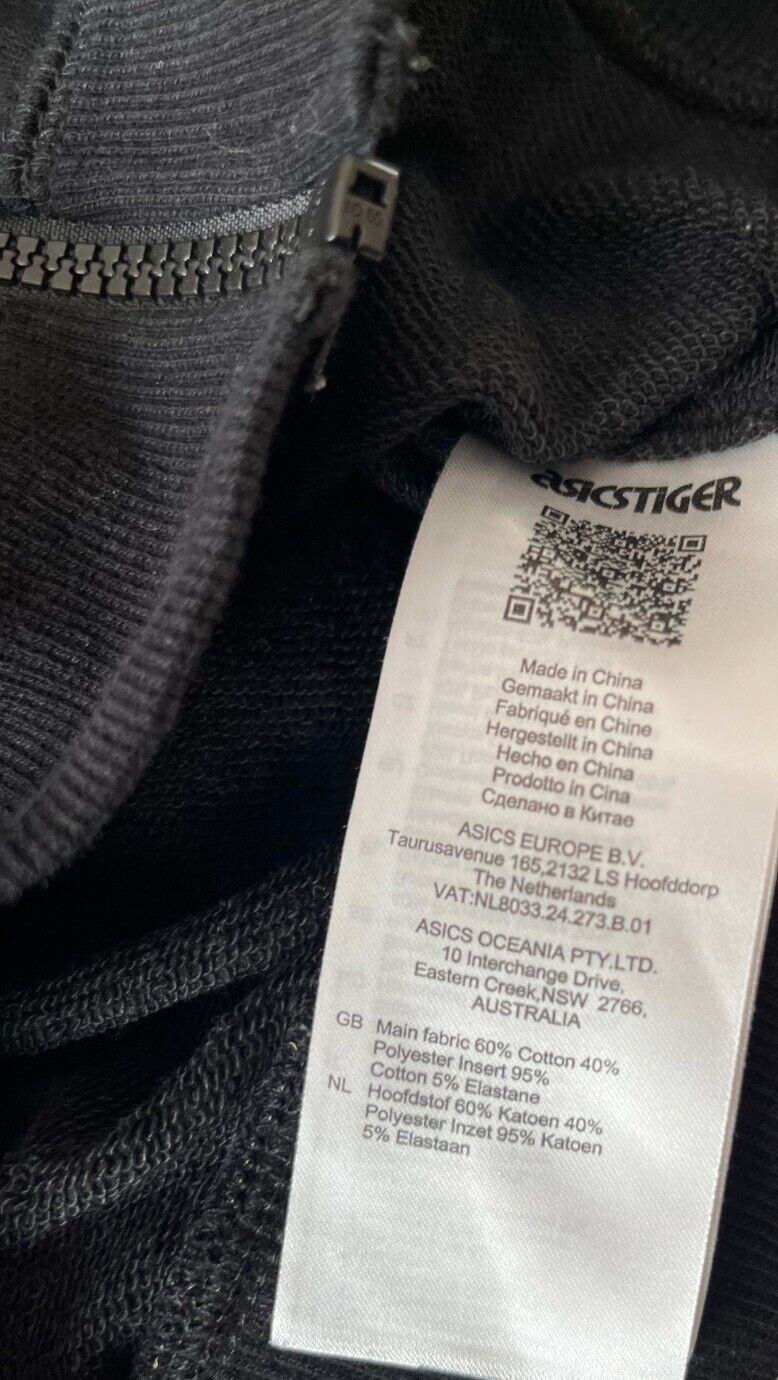 ASICSTIGER
Made in China
Gemaakt in China
Fabriqué en Chine
Hergestellt in China
Hecho en China
Prodotto in Cina
Сделано в Китае
ASICS EUROPE B.V.
Taurusavenue 165,2132 LS Hoofddorp
The Netherlands
VAT:NL8033.24.273.B.01
ASICS OCEANIA PTY.LTD.
10 Interchange Drive,
Eastern Creek,NSW 2766,
AUSTRALIA
GB Main fabric 60% Cotton 40%
Polyester Insert 95%
Cotton 5% Elastane
NL Hoofdstof 60% Katoen 40%
Polyester Inzet 95% Katoen
5% Elastaan